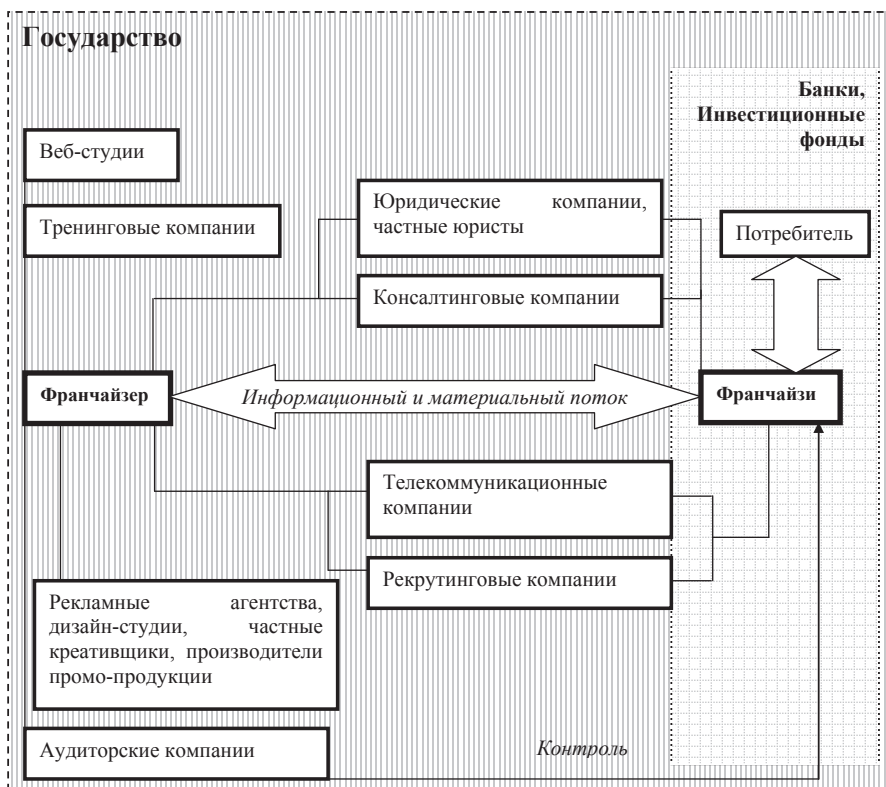 Государство
Банки,
Инвестиционные
фонды
Веб-студии
Юридические компании,
частные юристы
Тренинговые компании
Потребитель
Консалтинговые компании
Франчайзер
Информационный и материальный поток
Франчайзи
Телекоммуникационные
компании
Рекрутинговые компании
Рекламные агентства,
дизайн-студии, частные
креативщики, производители
промо-продукции
Аудиторские компании
Контроль